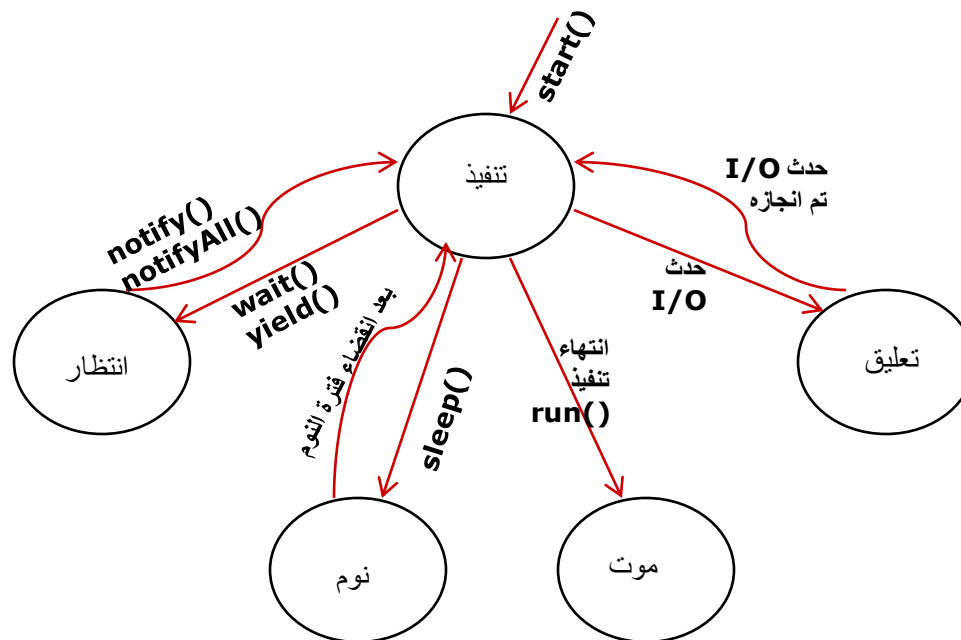 start()
تنفيذ
حدث I/O
تم انجازه
notify()
notifyAll()
wait()
yield()
حدث
I/O
بعد انقضاء فترة النوم
انتهاء
تنفيذ
run()
sleep()
انتظار
تعليق
نوم
موت